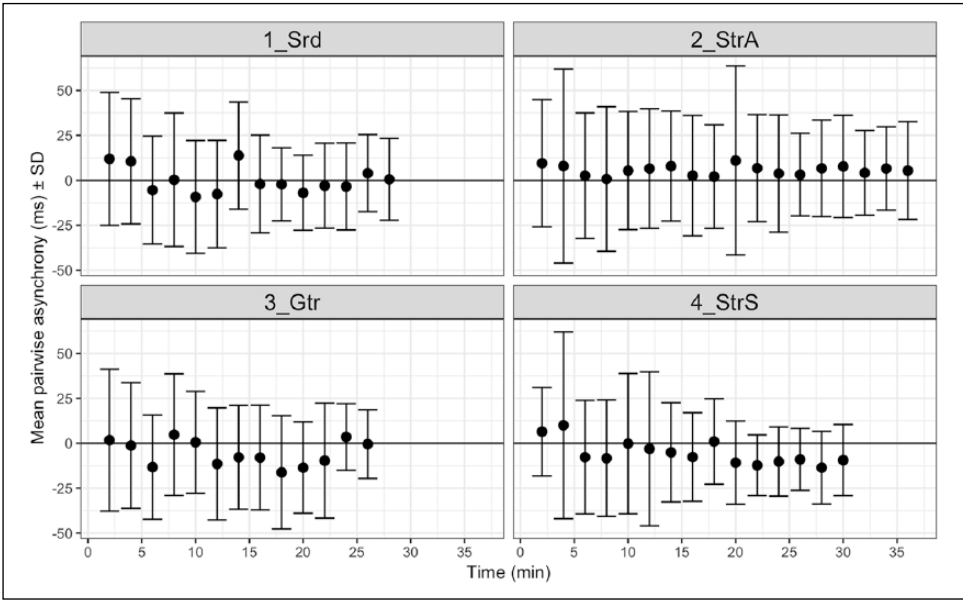 1_Srd
2_StrA
50
25
0
-25
-50
3_Gtr
4_StrS
50
25
0
-25
-50
0 5 10 15 20 25 30 35 0 5 10 15 20 25 30 35
Time (min)
Mean pairwise asynchrony (ms) ± SD